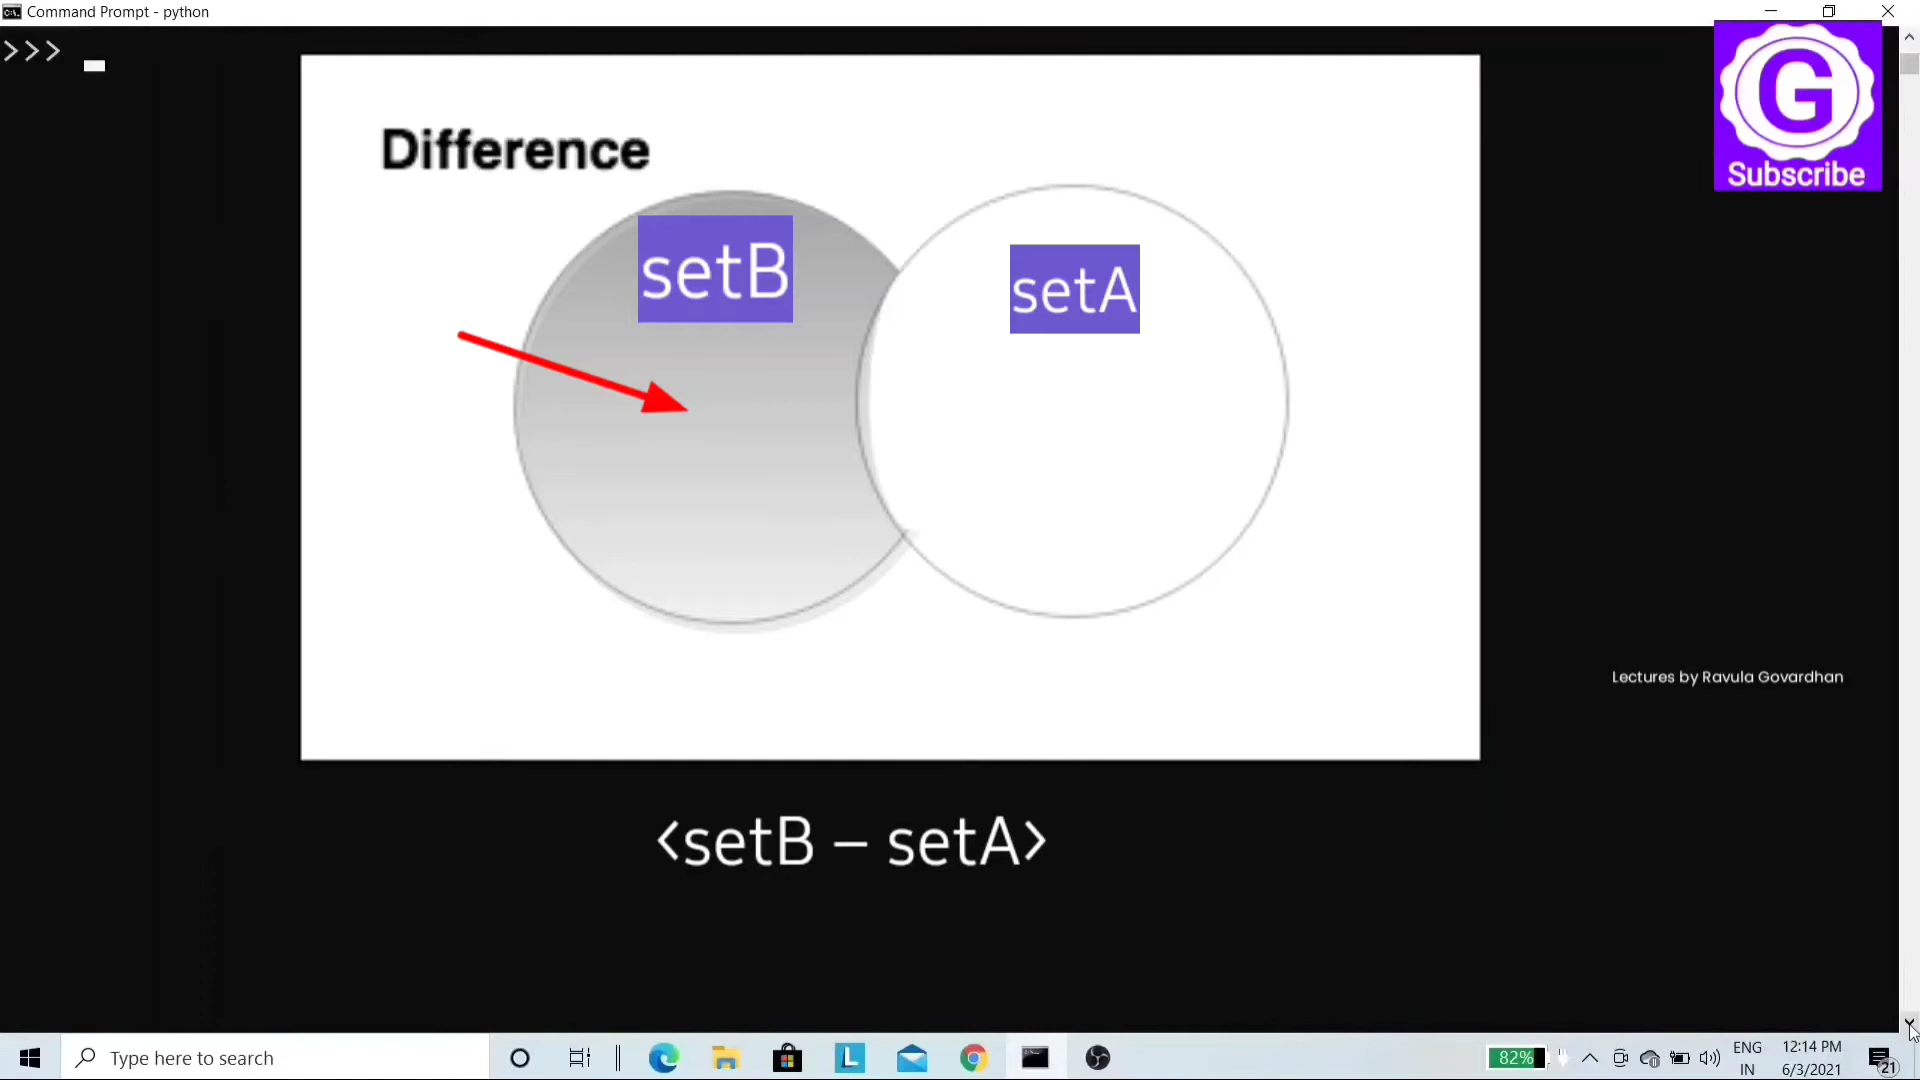 Command Prompt - python
>>>
G
Subscribe
Difference
setB
setA
Lectures by Ravula Govardhan
<setB – setA>
Type here to search
L
82%
ENG
IN
12:14 PM
6/3/2021
21